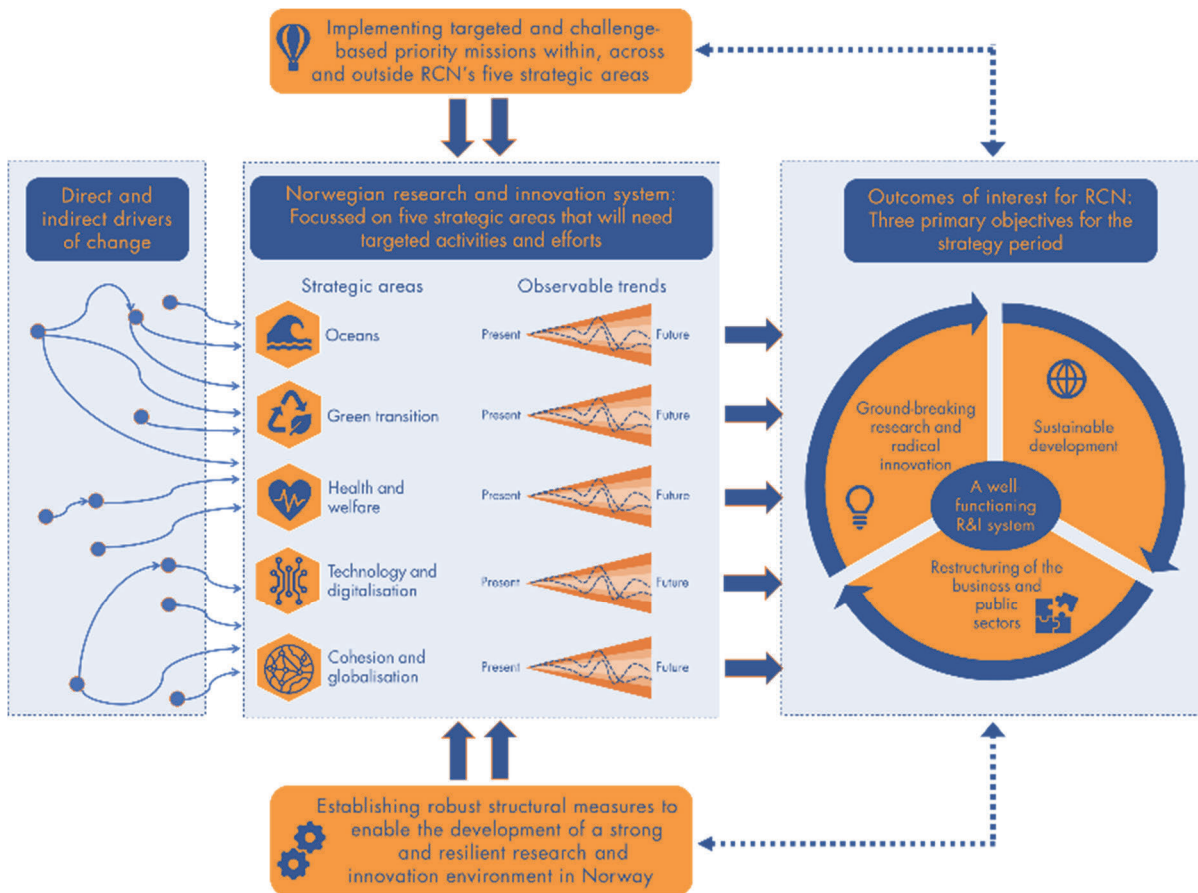 Implementing targeted and challenge-
based priority missions within, across
and outside RCN's five strategic areas
Direct and
indirect drivers
of change
Norwegian research and innovation system:
Focussed on five strategic areas that will need
targeted activities and efforts
Outcomes of interest for RCN:
Three primary objectives for the
strategy period
Strategic areas
Observable trends
Oceans
Present
Future
Green transition
Present
Future
Health and
welfare
Present
Future
Technology and
digitalisation
Present
Future
Cohesion and
globalisation
Present
Future
Ground-breaking
research and
radical
innovation
Sustainable
development
A well-
functioning
R&I system
Restructuring of the
business and
public
sectors
Establishing robust structural measures to
enable the development of a strong
and resilient research and
innovation environment in Norway